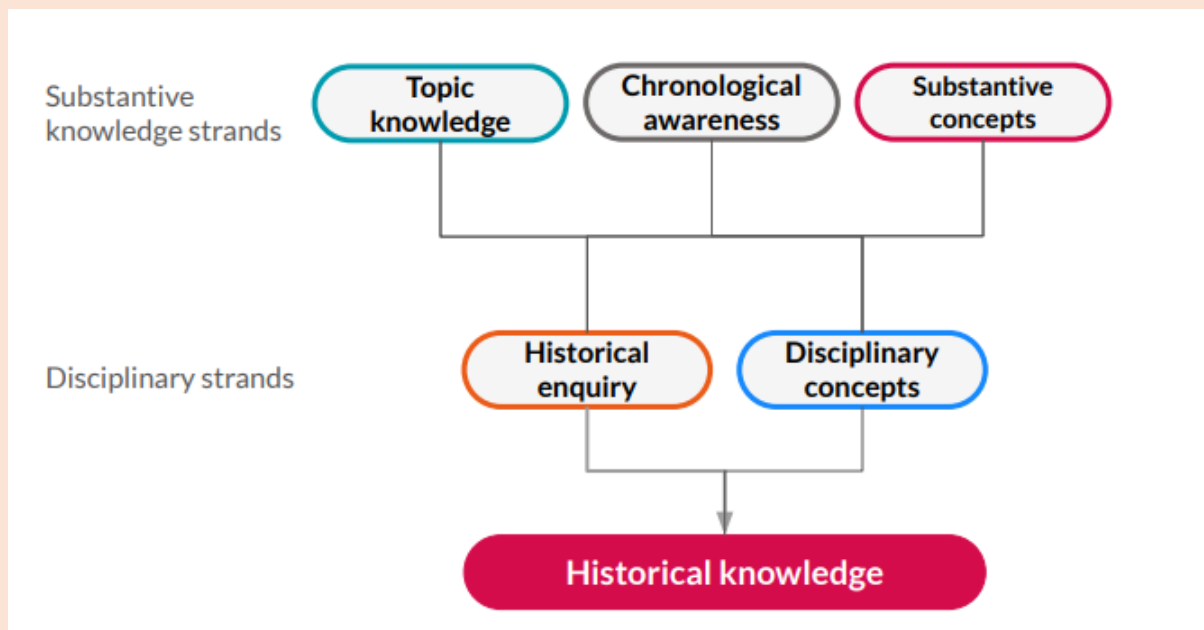 Substantive
knowledge strands
Topic
knowledge
Chronological
awareness
Substantive
concepts
Disciplinary strands
Historical
enquiry
Disciplinary
concepts
Historical knowledge